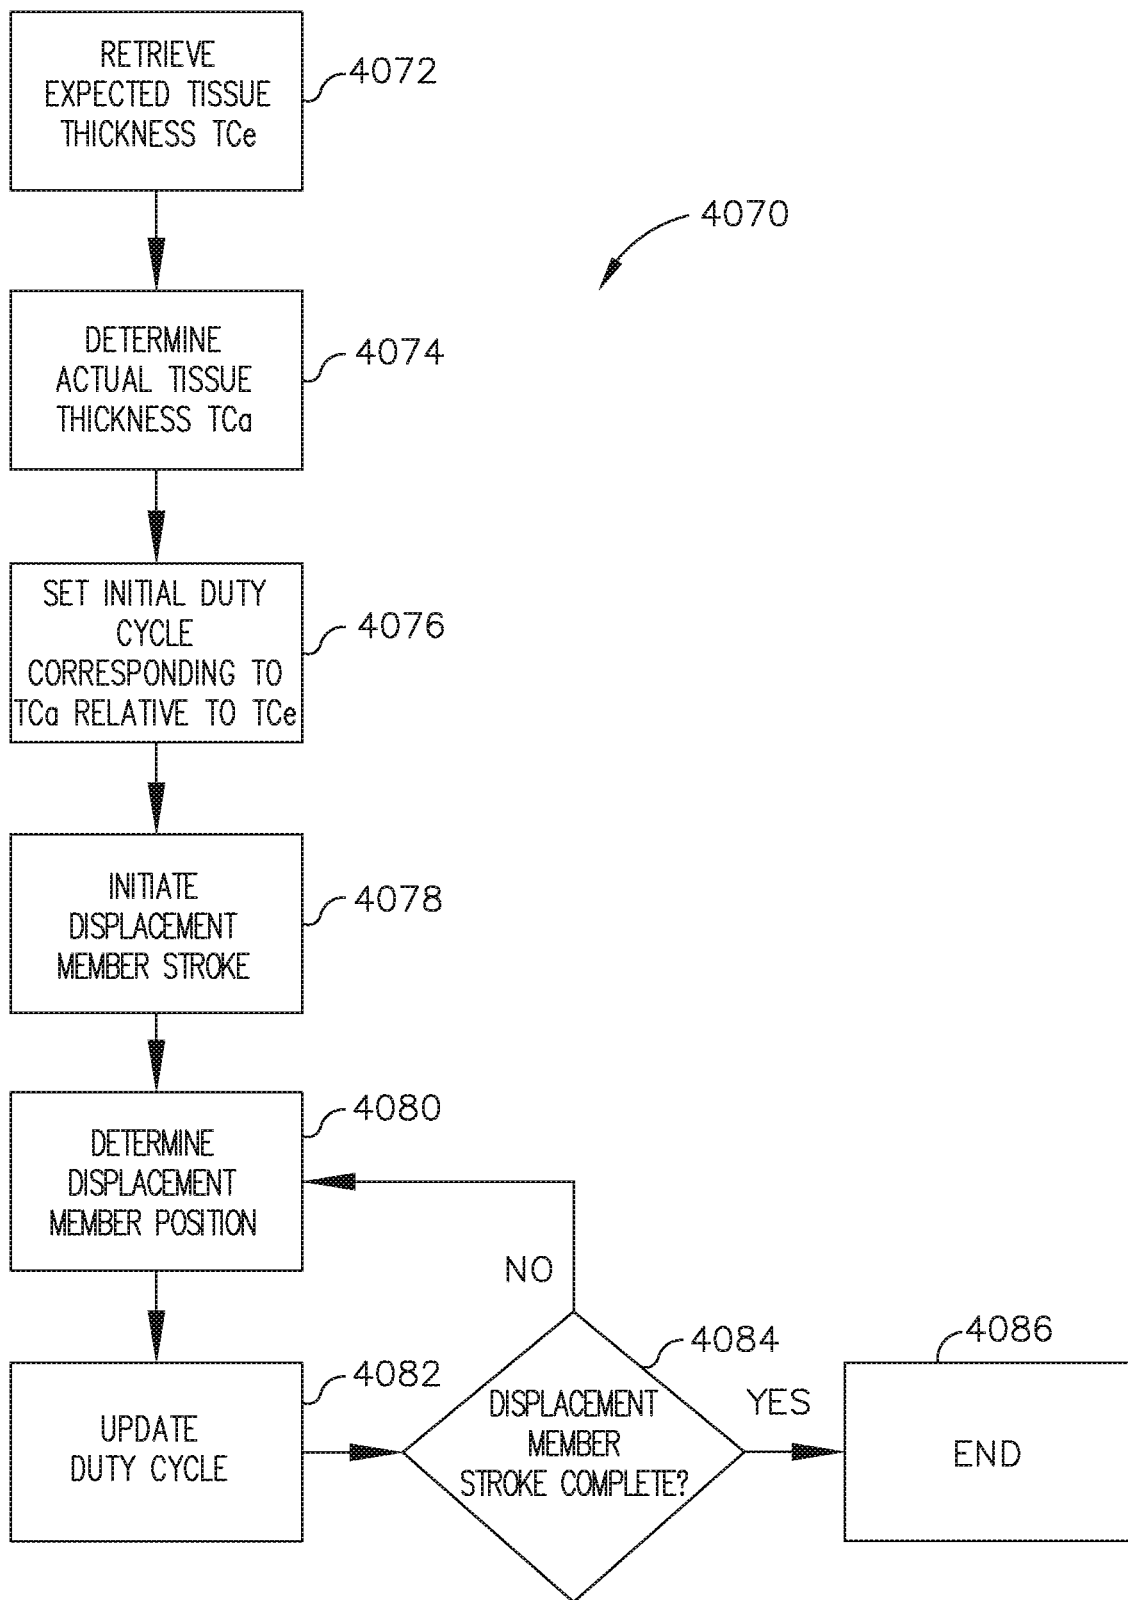 RETRIEVE
EXPECTED TISSUE
THICKNESS TCe
4072
4070
DETERMINE
ACTUAL TISSUE
THICKNESS TCa
4074
SET INITIAL DUTY
CYCLE
CORRESPONDING TO
TCa RELATIVE TO TCe
4076
INITIATE
DISPLACEMENT
MEMBER STROKE
4078
DETERMINE
DISPLACEMENT
MEMBER POSITION
4080
NO
UPDATE
DUTY CYCLE
4082
DISPLACEMENT
MEMBER
STROKE COMPLETE?
4084
YES
END
4086